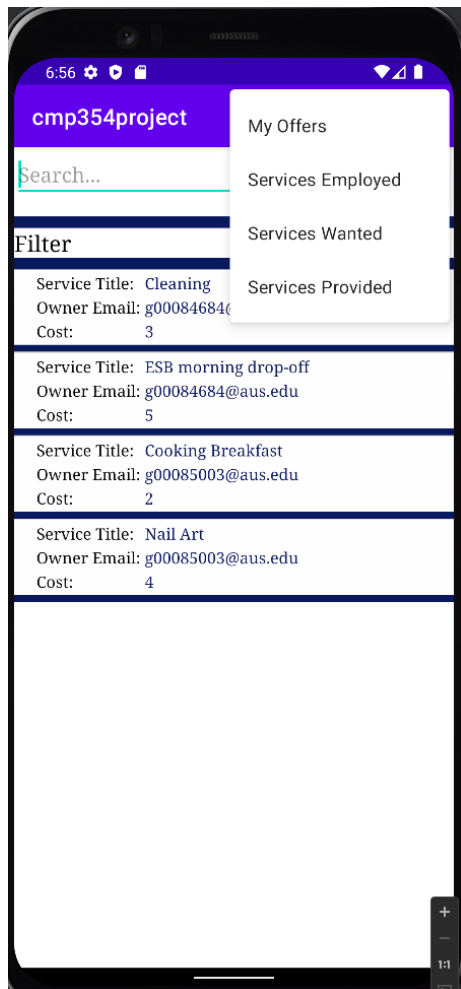 6:56
cmp354project
My Offers
Services Employed
Services Wanted
Services Provided
Search...
Filter
Service Title: Cleaning
Owner Email: g00084684
Cost: 3
Service Title: ESB morning drop-off
Owner Email: g00084684@aus.edu
Cost: 5
Service Title: Cooking Breakfast
Owner Email: g00085003@aus.edu
Cost: 2
Service Title: Nail Art
Owner Email: g00085003@aus.edu
Cost: 4
+
−
1:1